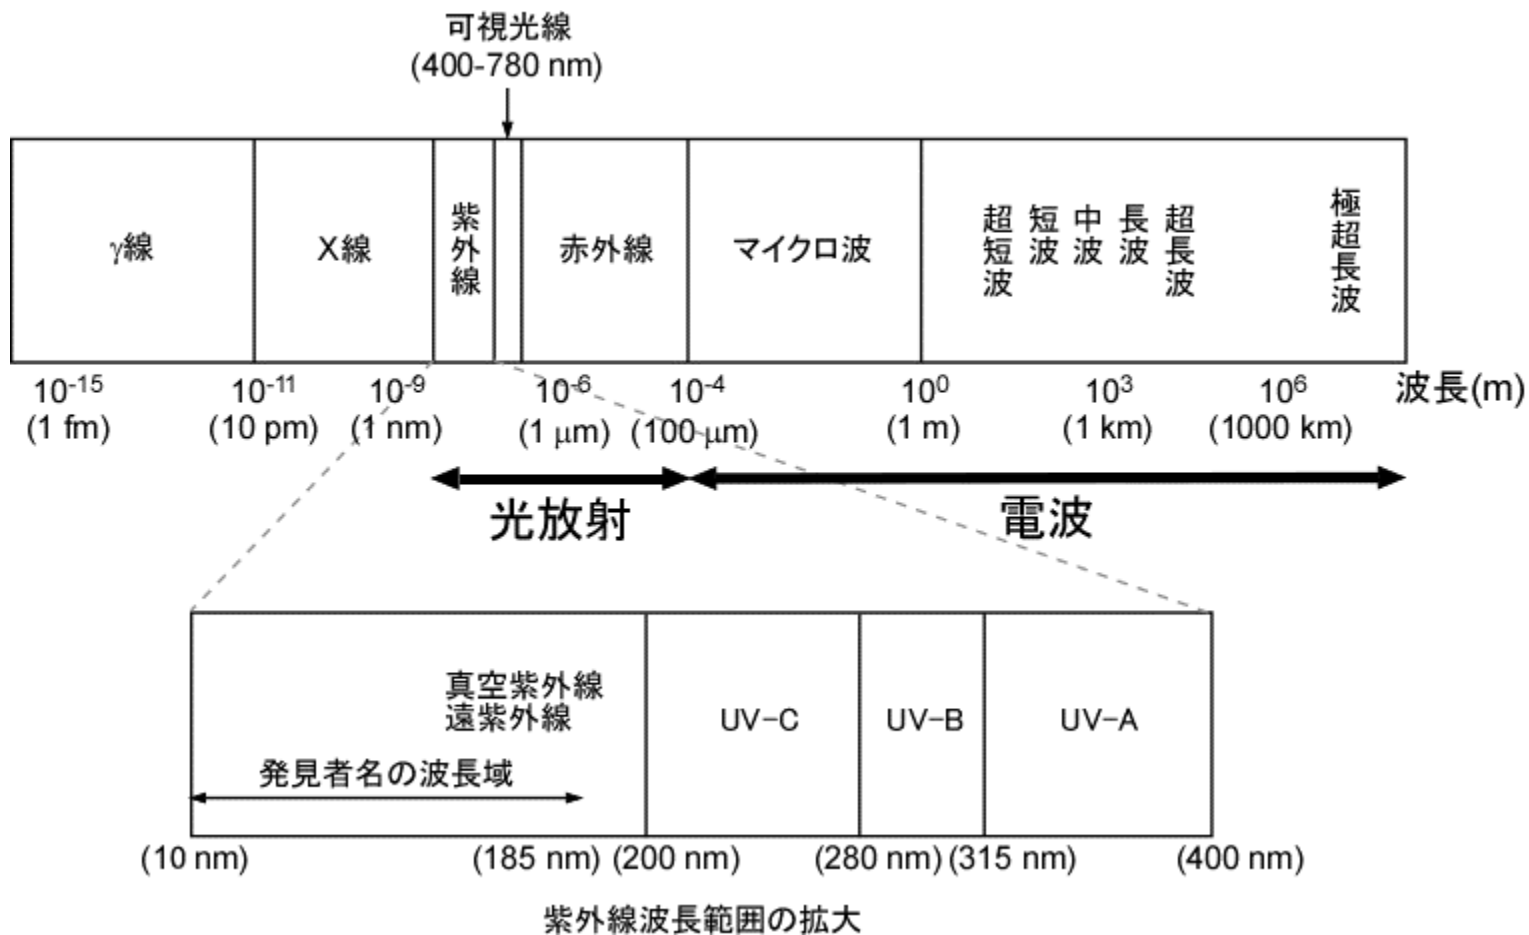 可視光線
(400-780 nm)
γ線
X線
紫外線
赤外線
マイクロ波
超短波
短波
中波
長波
超長波
極超長波
10⁻¹⁵
(1 fm)
10⁻¹¹
(10 pm)
10⁻⁹
(1 nm)
10⁻⁶
(1 μm)
10⁻⁴
(100 μm)
10⁰
(1 m)
10³
(1 km)
10⁶
(1000 km)
波長(m)
光放射
電波
真空紫外線
遠紫外線
発見者名の波長域
UV-C
UV-B
UV-A
(10 nm)
(185 nm)
(200 nm)
(280 nm)
(315 nm)
(400 nm)
紫外線波長範囲の拡大